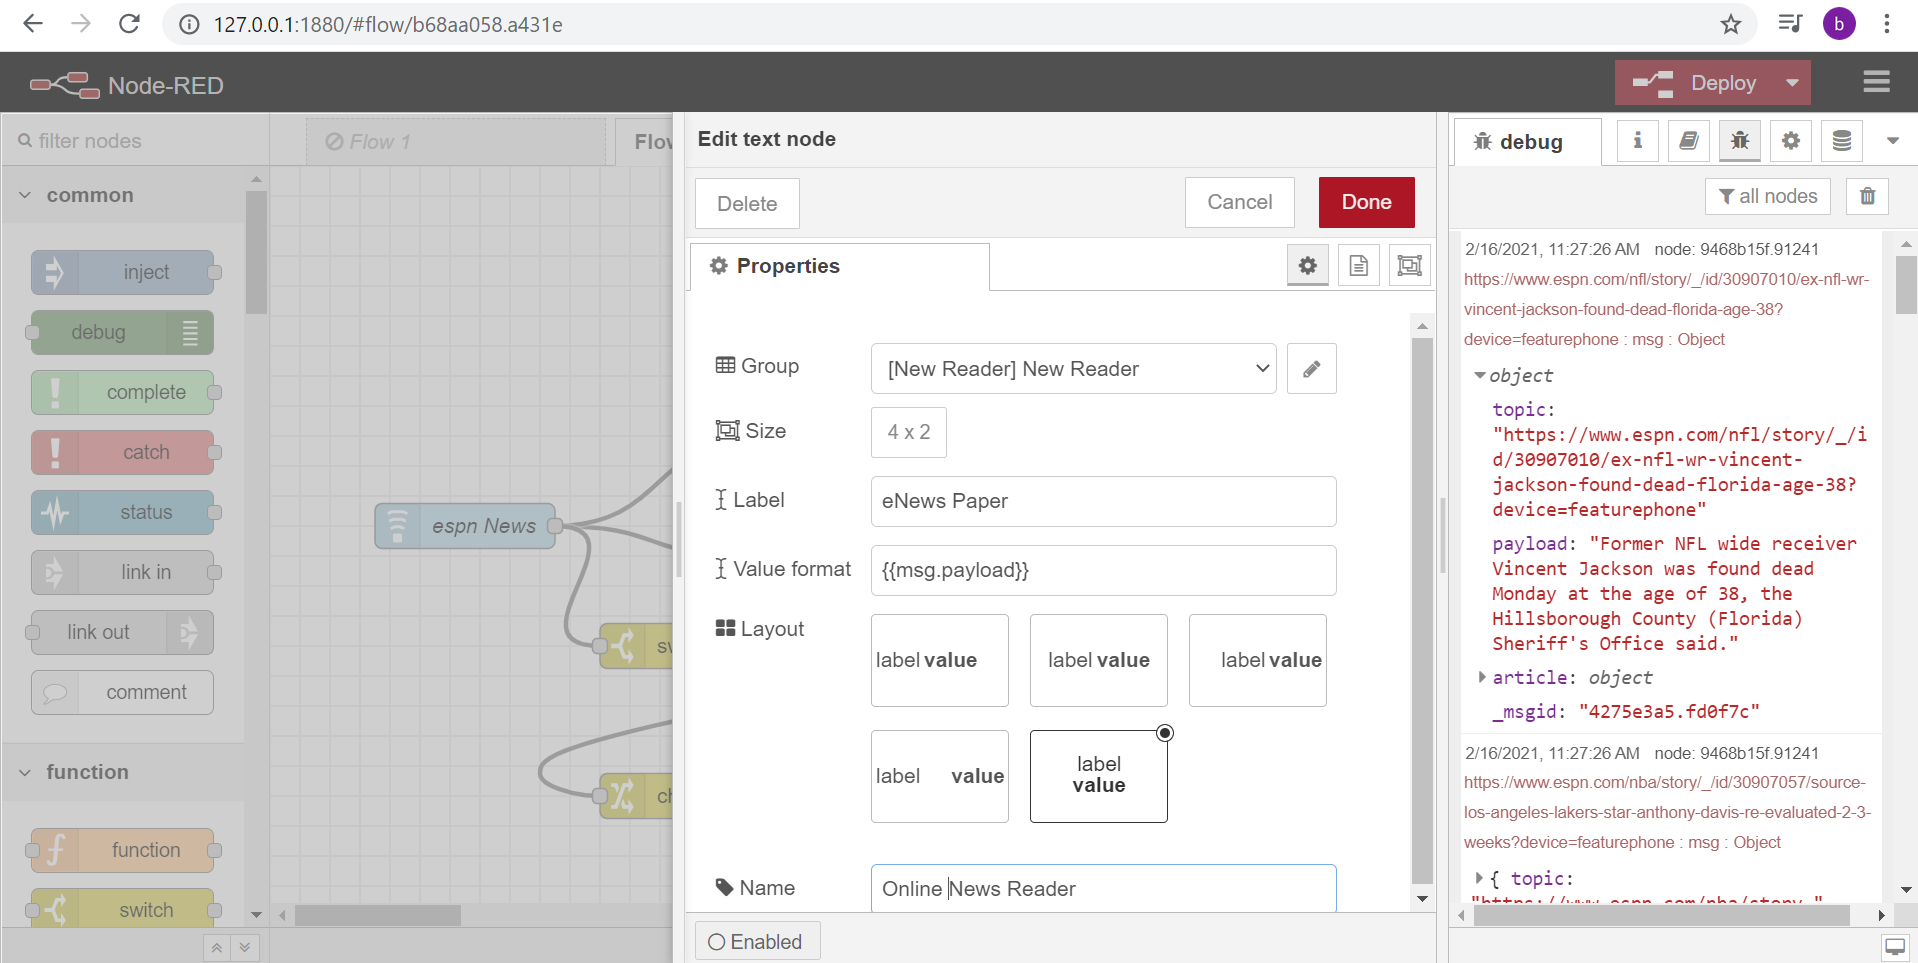 127.0.0.1:1880/#flow/b68aa058.a431e
b
Node-RED
Deploy
filter nodes
Flow 1
common
inject
debug
complete
catch
status
link in
link out
comment
function
function
switch
espn News
Edit text node
Delete
Cancel
Done
Properties
Group
[New Reader] New Reader
Size
4 x 2
Label
eNews Paper
Value format
{{msg.payload}}
Layout
label value
label value
label value
label value
label
value
Name
Online News Reader
Enabled
debug
i
all nodes
2/16/2021, 11:27:26 AM node: 9468b15f.91241
https://www.espn.com/nfl/story/_/id/30907010/ex-nfl-wr-
vincent-jackson-found-dead-florida-age-38?
device=featurephone : msg : Object
object
topic:
"https://www.espn.com/nfl/story/_/i
d/30907010/ex-nfl-wr-vincent-
jackson-found-dead-florida-age-38?
device=featurephone"
payload: "Former NFL wide receiver
Vincent Jackson was found dead
Monday at the age of 38, the
Hillsborough County (Florida)
Sheriff's Office said."
article: object
_msgid: "4275e3a5.fd0f7c"
2/16/2021, 11:27:26 AM node: 9468b15f.91241
https://www.espn.com/nba/story/_/id/30907057/source-
los-angeles-lakers-star-anthony-davis-re-evaluated-2-3-
weeks?device=featurephone : msg : Object
{ topic: